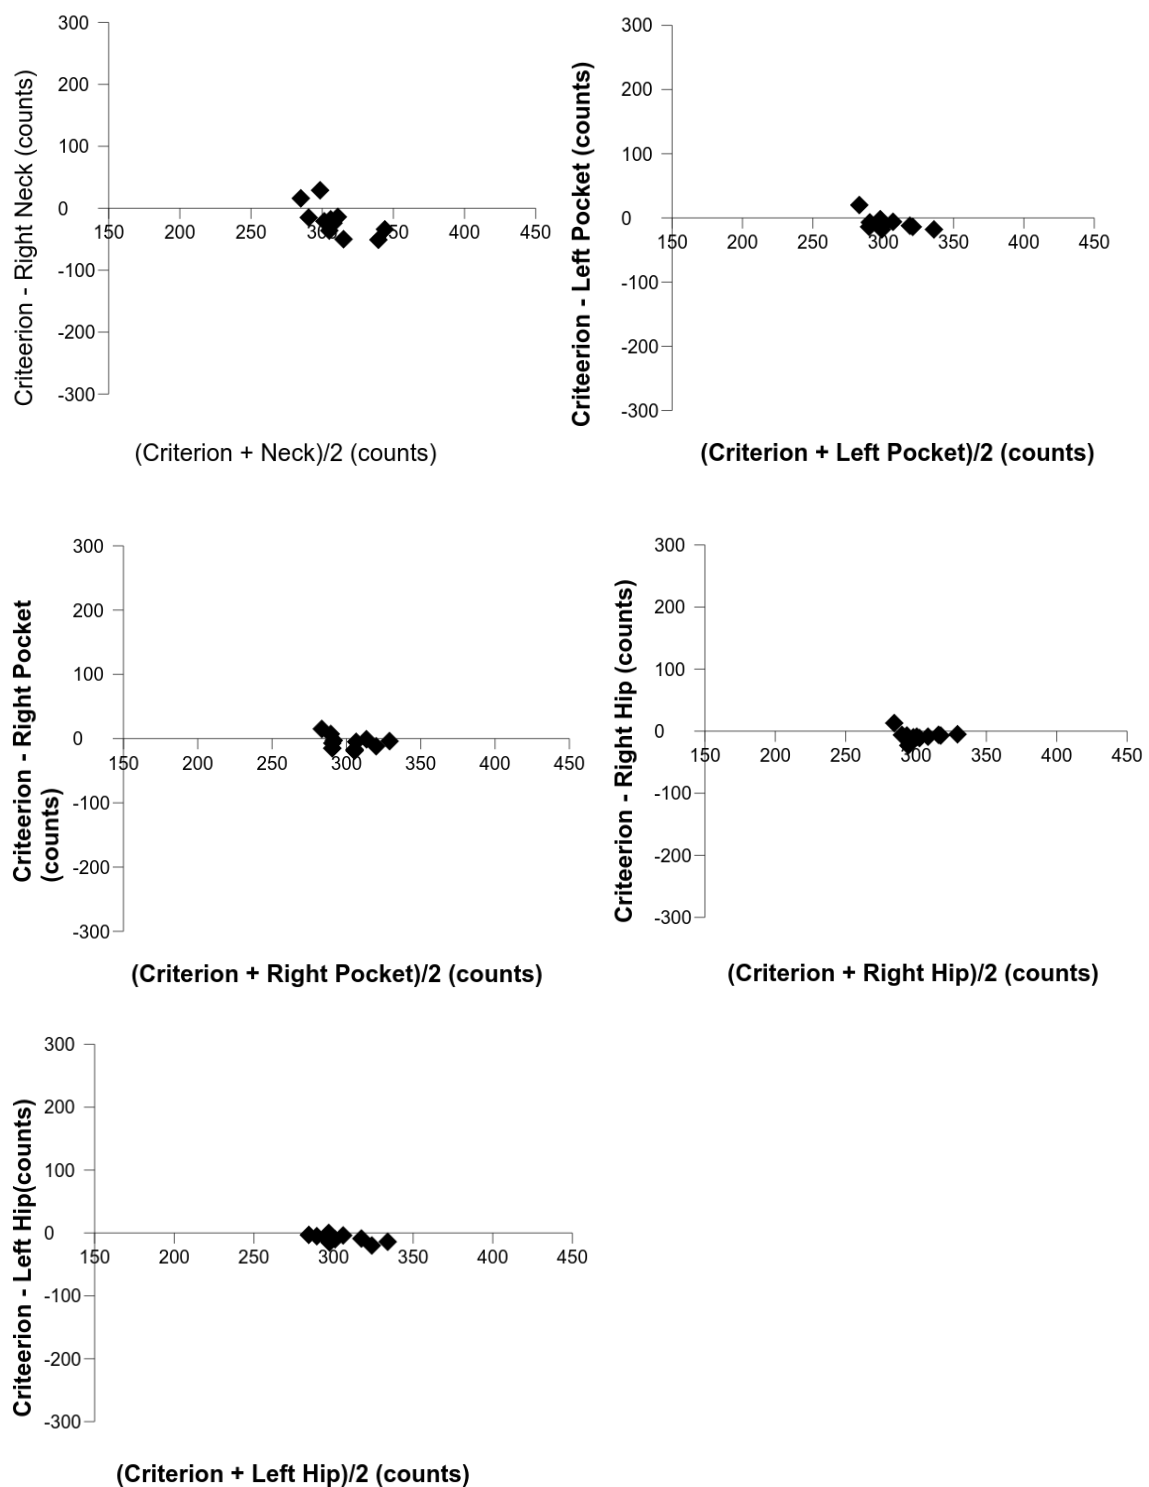 Criteerion - Right Neck (counts)
300
200
100
0
-100
-200
-300
150 200 250 300 350 400 450
(Criterion + Neck)/2 (counts)
Criteerion - Left Pocket (counts)
300
200
100
0
-100
-200
-300
150 200 250 300 350 400 450
(Criterion + Left Pocket)/2 (counts)
Criteerion - Right Pocket
(counts)
300
200
100
0
-100
-200
-300
150 200 250 300 350 400 450
(Criterion + Right Pocket)/2 (counts)
Criteerion - Right Hip (counts)
300
200
100
0
-100
-200
-300
150 200 250 300 350 400 450
(Criterion + Right Hip)/2 (counts)
Criteerion - Left Hip(counts)
300
200
100
0
-100
-200
-300
150 200 250 300 350 400 450
(Criterion + Left Hip)/2 (counts)